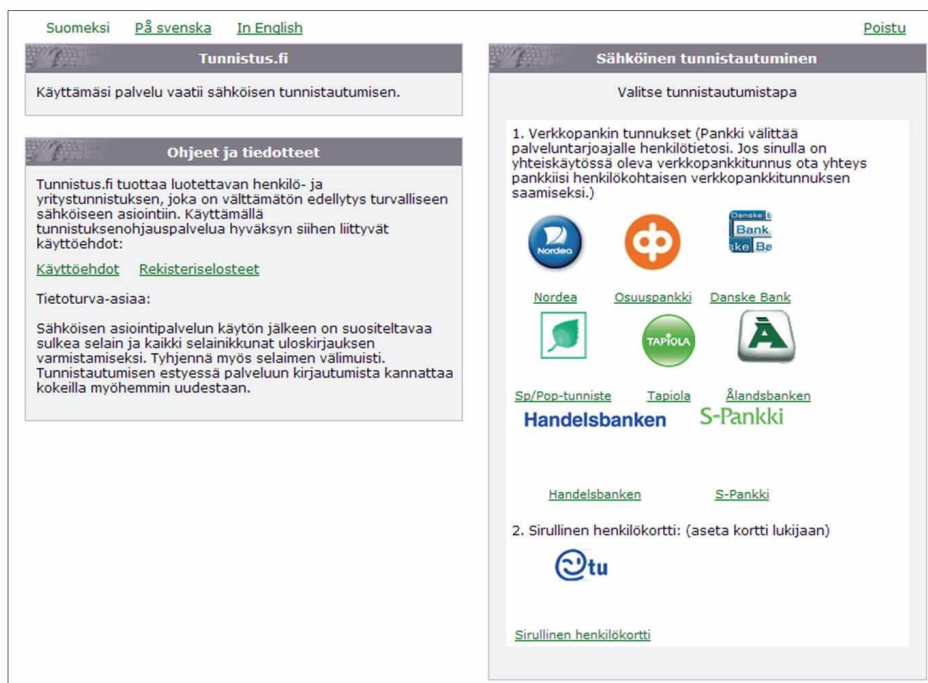 Suomeksi På svenska In English Poistu
Tunnistus.fi
Käyttämäsi palvelu vaatii sähköisen tunnistautumisen.
Ohjeet ja tiedotteet
Tunnistus.fi tuottaa luotettavan henkilö- ja
yritystunnistuksen, joka on välttämätön edellytys turvalliseen
sähköiseen asiointiin. Käyttämällä
tunnistuksenohjauspalvelua hyväksyn siihen liittyvät
käyttöehdot:
Käyttöehdot Rekisteriselosteet
Tietoturva-asiaa:
Sähköisen asiointipalvelun käytön jälkeen on suositeltavaa
sulkea selain ja kaikki selainikkunat uloskirjauksen
varmistamiseksi. Tyhjennä myös selaimen välimuisti.
Tunnistautumisen estyessä palveluun kirjautumista kannattaa
kokeilla myöhemmin uudestaan.
Sähköinen tunnistautuminen
Valitse tunnistautumistapa
1. Verkkopankin tunnukset (Pankki välittää
palveluntarjoajalle henkilötietosi. Jos sinulla on
yhteiskäytössä oleva verkkopankkitunnus ota yhteys
pankkiisi henkilökohtaisen verkkopankkitunnuksen
saamiseksi.)
Nordea
Danske B
Bank
ske Ba
Nordea Osuuspankki Danske Bank
TAPIOLA
Sp/Pop-tunniste Tapiola Ålandsbanken
Handelsbanken S-Pankki
Handelsbanken S-Pankki
2. Sirullinen henkilökortti: (aseta kortti lukijaan)
tu
Sirullinen henkilökortti